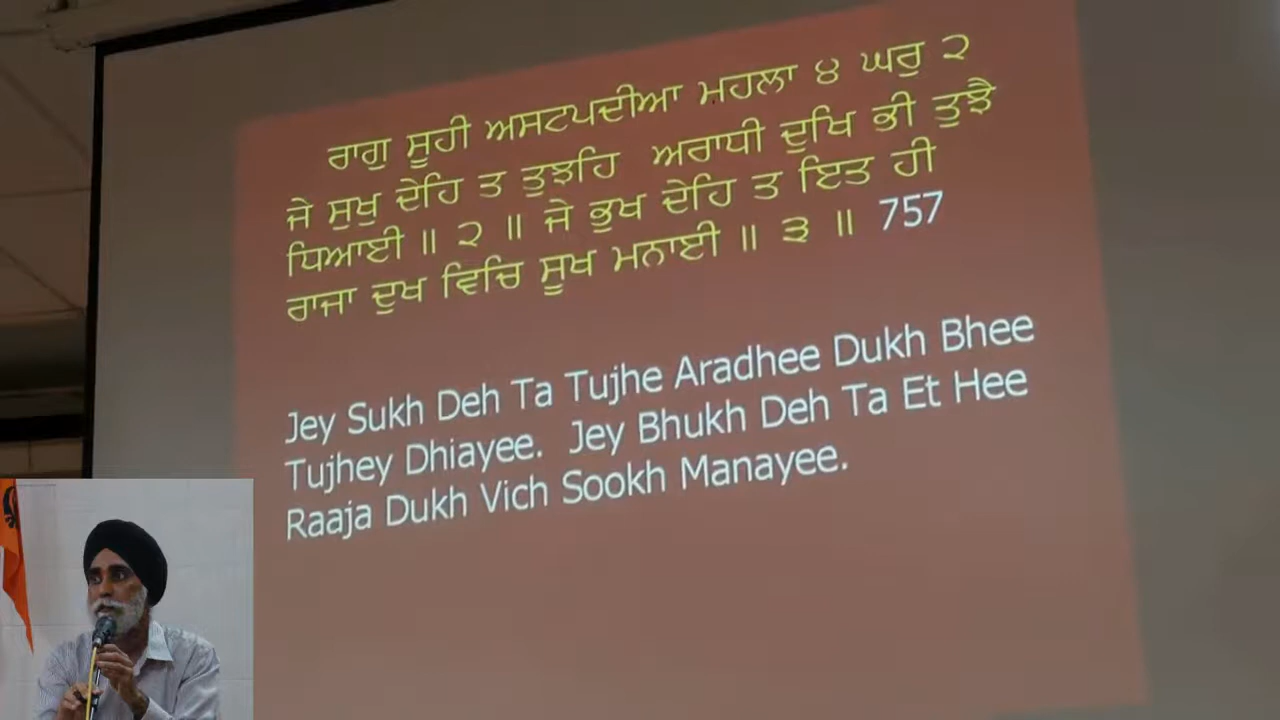 ਰਾਗੁ ਸੂਹੀ ਅਸਟਪਦੀਆ ਮਹਲਾ ੪ ਘਰੁ ੨
ਜੇ ਸੁਖੁ ਦੇਹਿ ਤ ਤੁਝਹਿ ਅਰਾਧੀ ਦੁਖਿ ਭੀ ਤੁਝੈ
ਧਿਆਈ ॥ ੨ ॥ ਜੇ ਭੁਖ ਦੇਹਿ ਤ ਇਤ ਹੀ
ਰਾਜਾ ਦੁਖ ਵਿਚਿ ਸੂਖ ਮਨਾਈ ॥ ੩ ॥ 757
Jey Sukh Deh Ta Tujhe Aradhee Dukh Bhee
Tujhey Dhiayee. Jey Bhukh Deh Ta Et Hee
Raaja Dukh Vich Sookh Manayee.